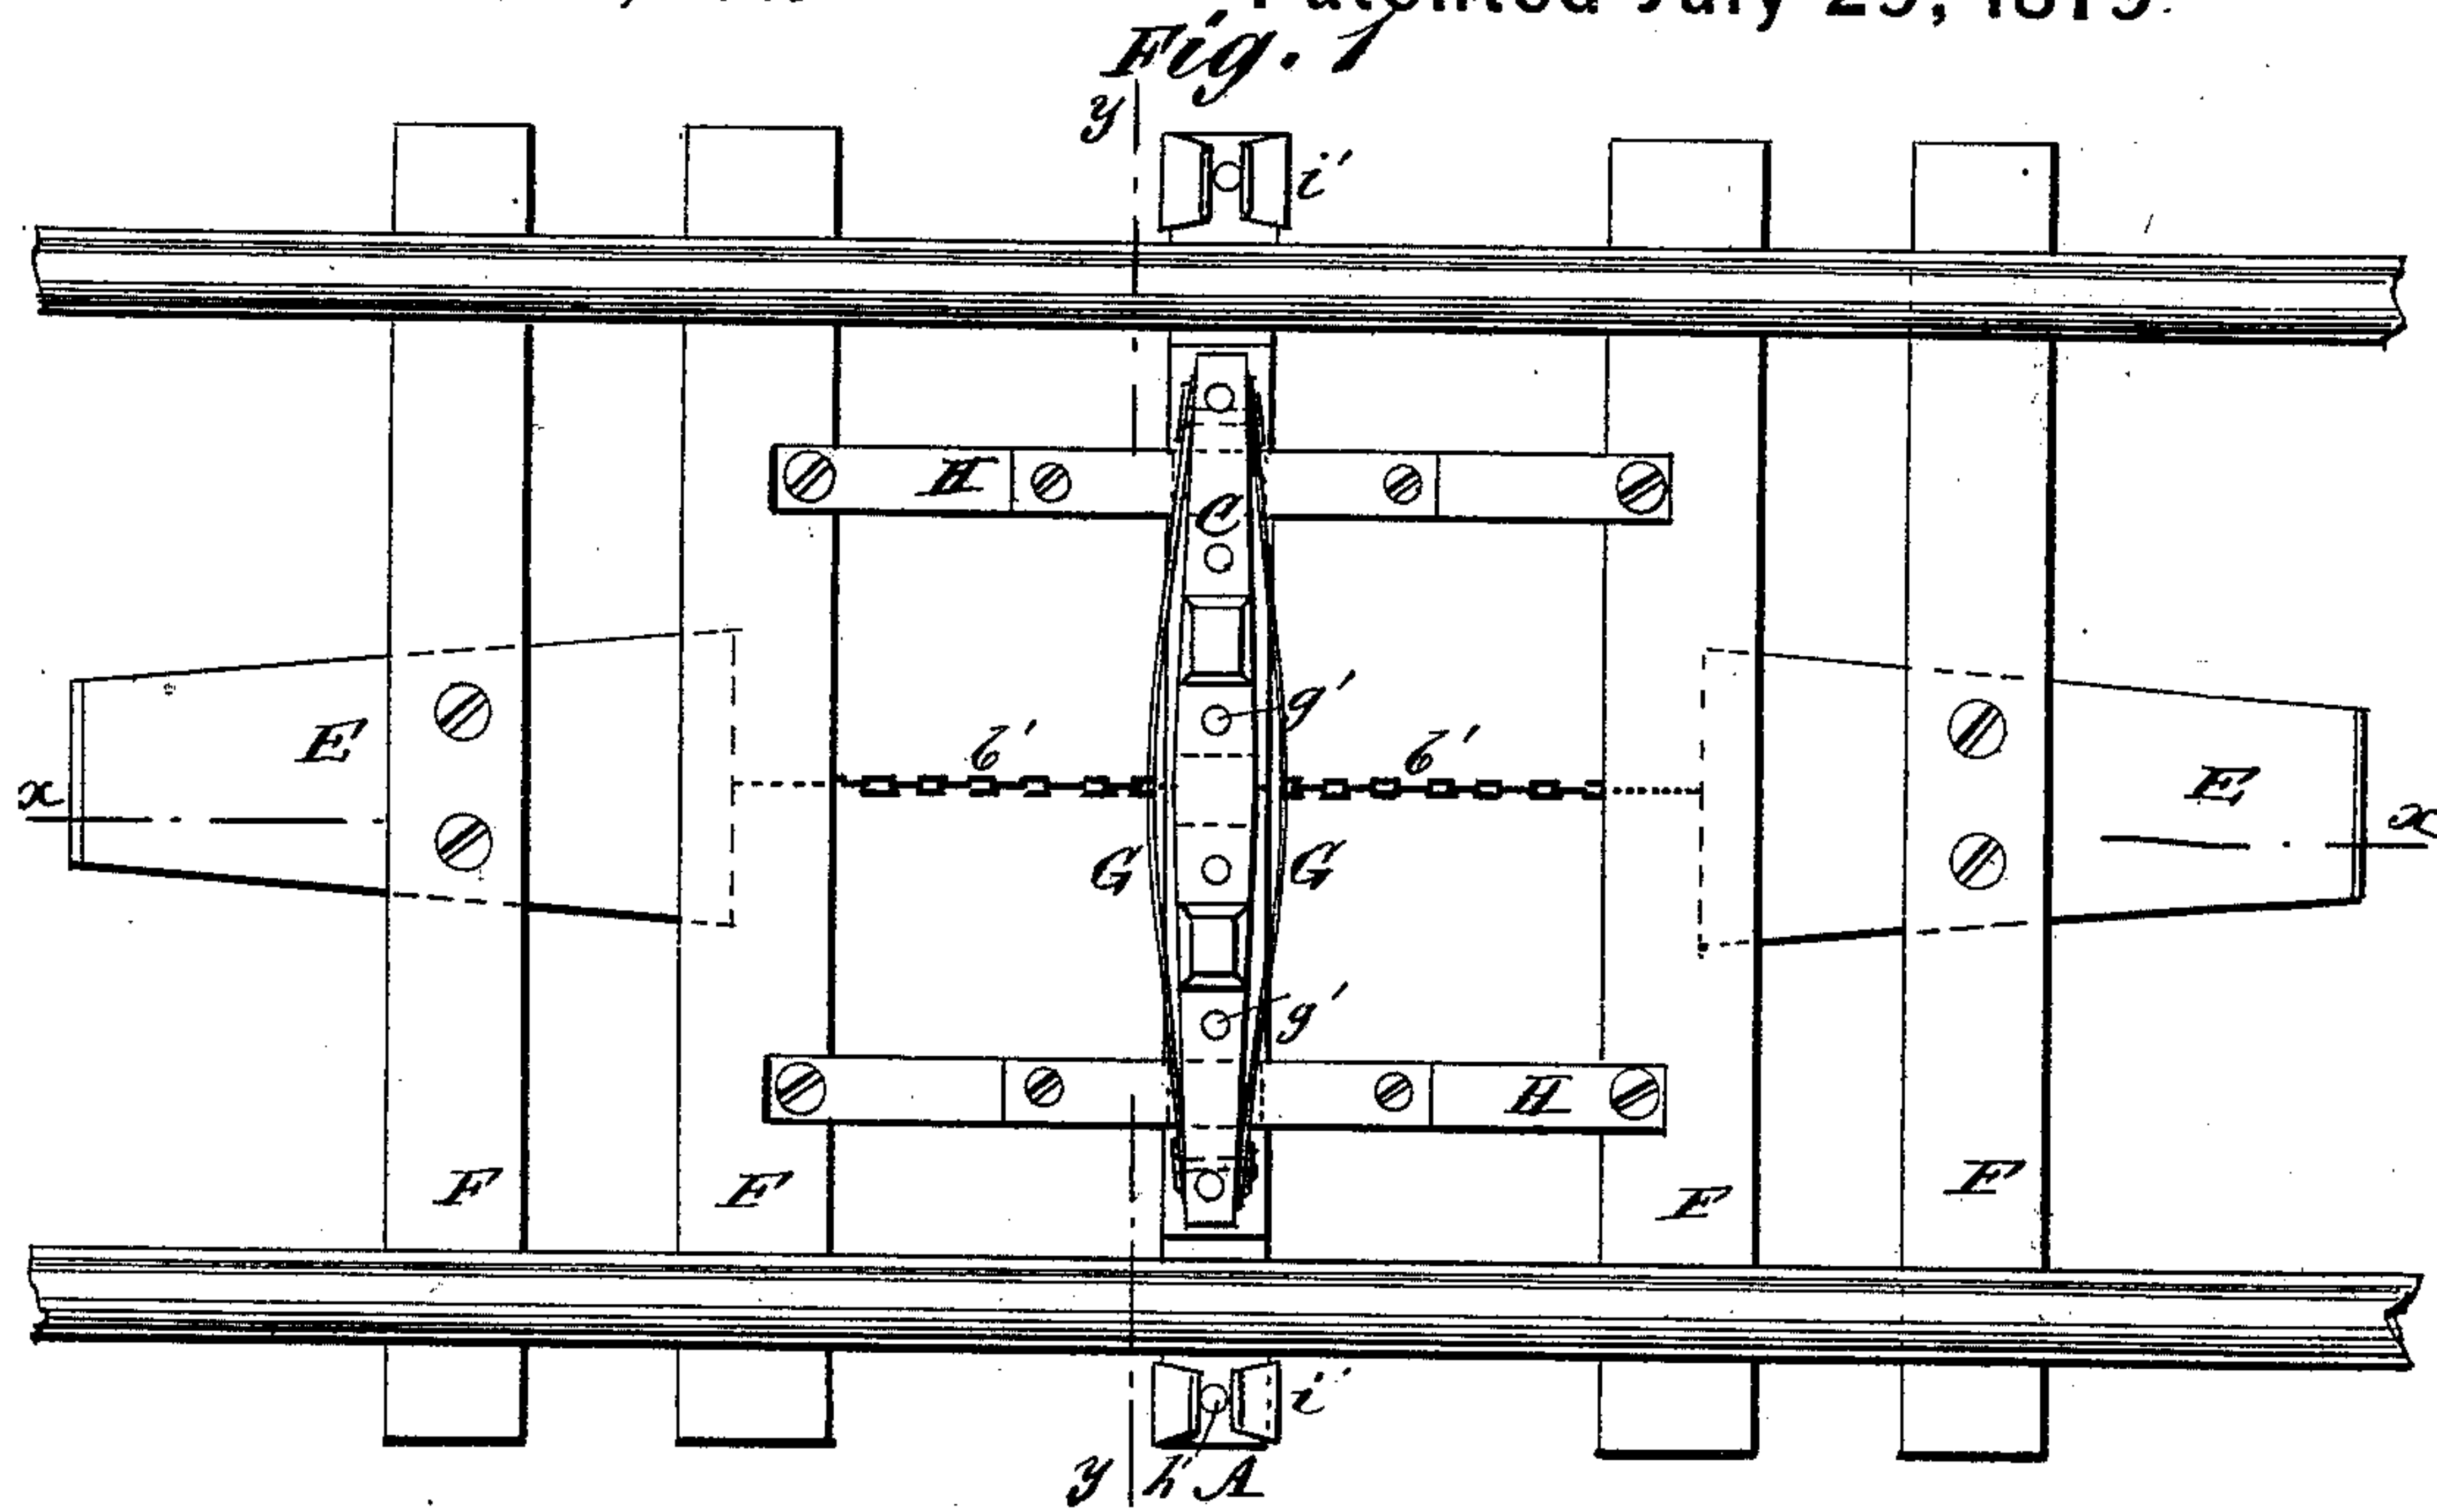 Patented July 29, 1879.
Fig. 1
y
i'
H
C
g'
E
b' b'
E
x
x
G G
g'
H
F F F F
i'
y h' A